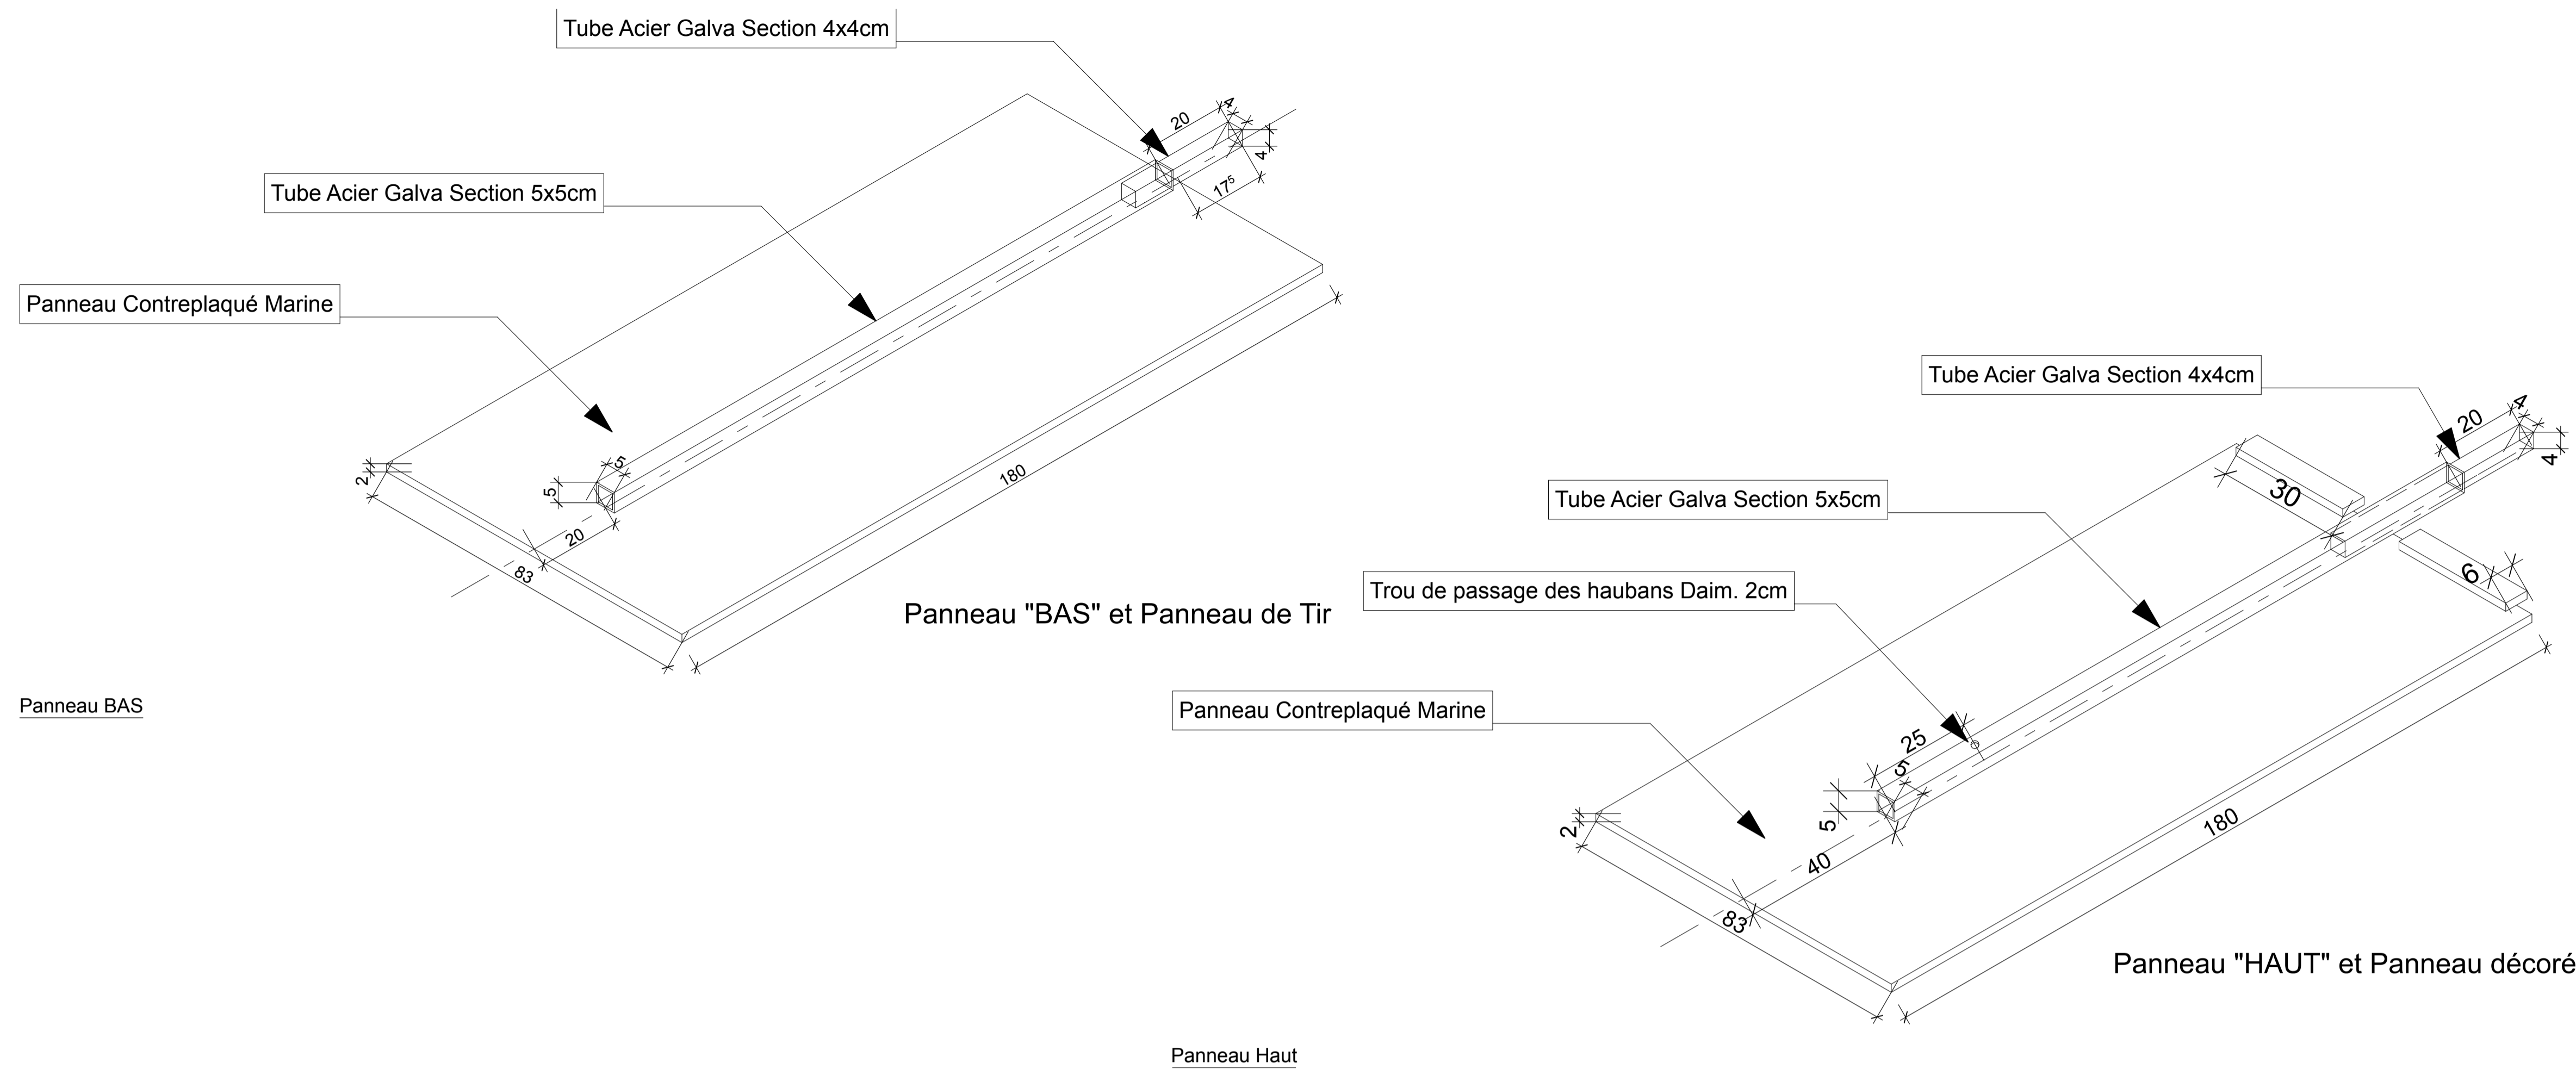 Tube Acier Galva Section 4x4cm
20
4
4
17⁵
Tube Acier Galva Section 5x5cm
Panneau Contreplaqué Marine
5
5
2
20
83
180
Panneau "BAS" et Panneau de Tir
Panneau BAS
Tube Acier Galva Section 4x4cm
20
4
4
30
6
Tube Acier Galva Section 5x5cm
Trou de passage des haubans Daim. 2cm
Panneau Contreplaqué Marine
25
5
5
2
40
83
180
Panneau "HAUT" et Panneau décoré
Panneau Haut